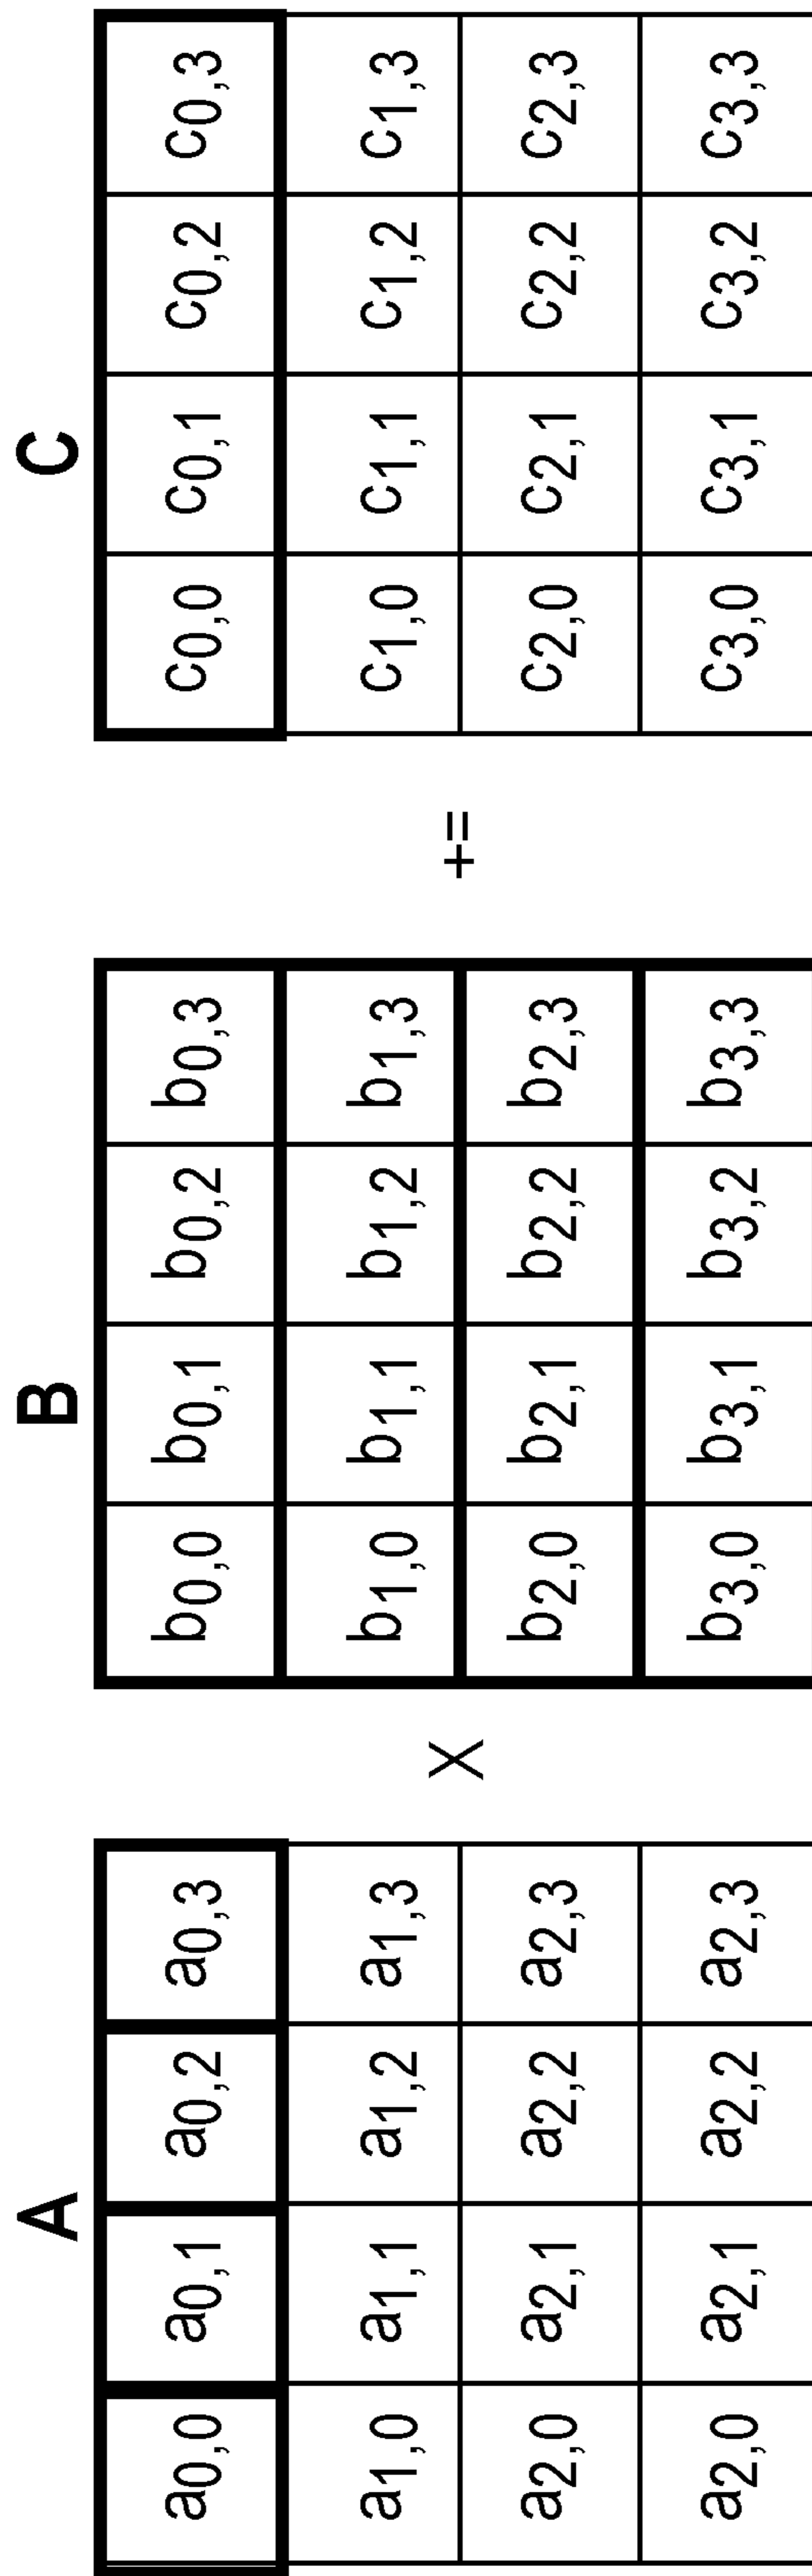 A B C
a0,0 a0,1 a0,2 a0,3 b0,0 b0,1 b0,2 b0,3 c0,0 c0,1 c0,2 c0,3
a1,0 a1,1 a1,2 a1,3 b1,0 b1,1 b1,2 b1,3 c1,0 c1,1 c1,2 c1,3
X +=
a2,0 a2,1 a2,2 a2,3 b2,0 b2,1 b2,2 b2,3 c2,0 c2,1 c2,2 c2,3
a2,0 a2,1 a2,2 a2,3 b3,0 b3,1 b3,2 b3,3 c3,0 c3,1 c3,2 c3,3